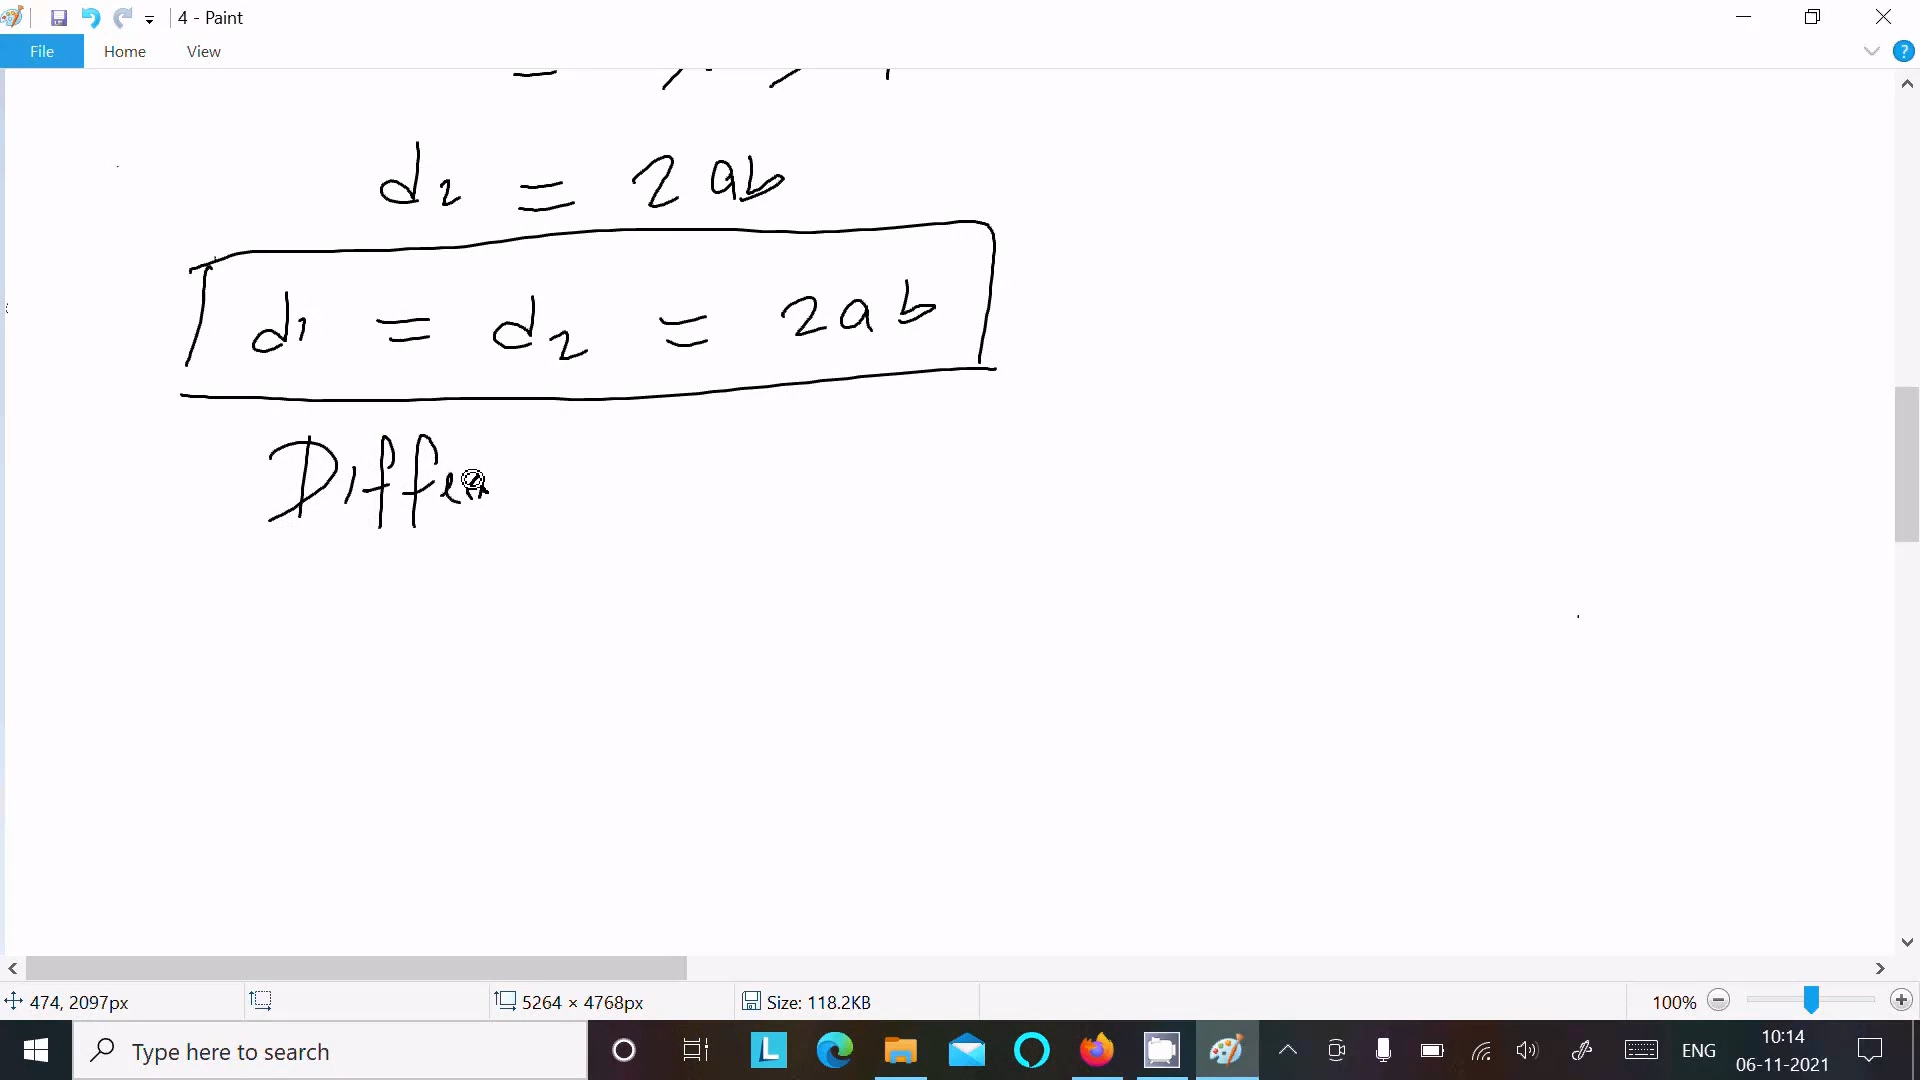 4 - Paint
File Home View
d2 = 2ab
d1 = d2 = 2ab
Differ
474, 2097px
5264 × 4768px
Size: 118.2KB
100%
Type here to search
ENG
10:14
06-11-2021